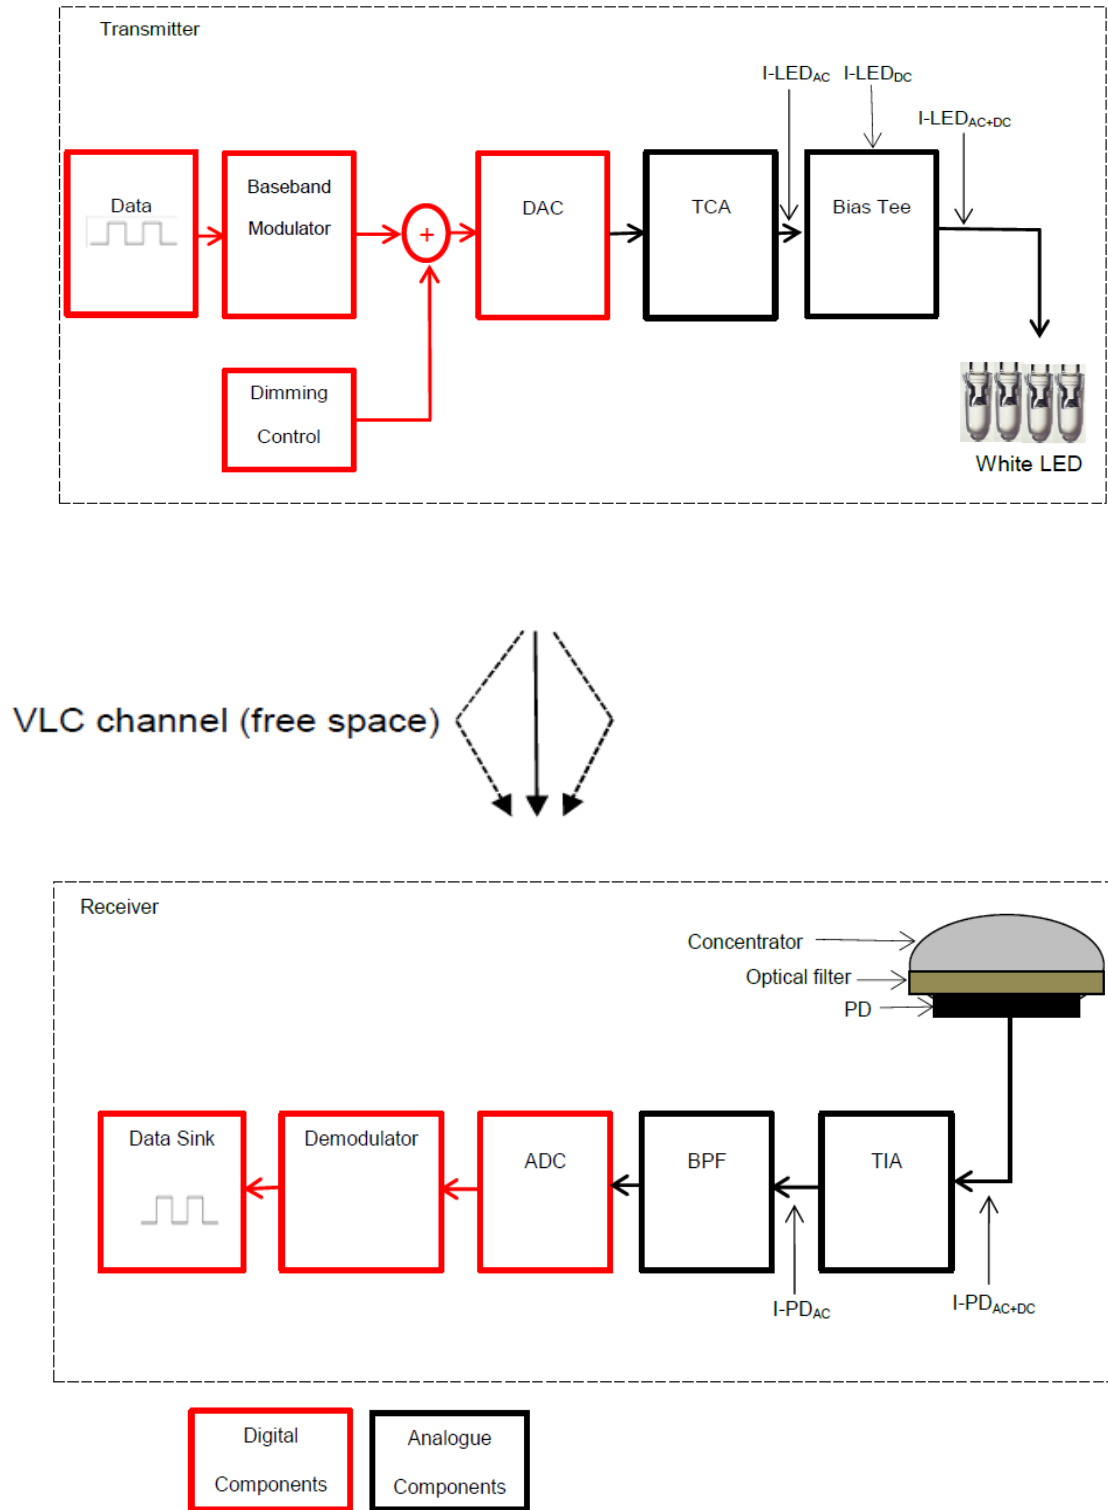 Transmitter
I-LEDAC
I-LEDDC
I-LEDAC+DC
Data
Baseband
Modulator
+
DAC
TCA
Bias Tee
Dimming
Control
White LED
VLC channel (free space)
Receiver
Concentrator
Optical filter
PD
Data Sink
Demodulator
ADC
BPF
TIA
I-PDAC
I-PDAC+DC
Digital
Components
Analogue
Components